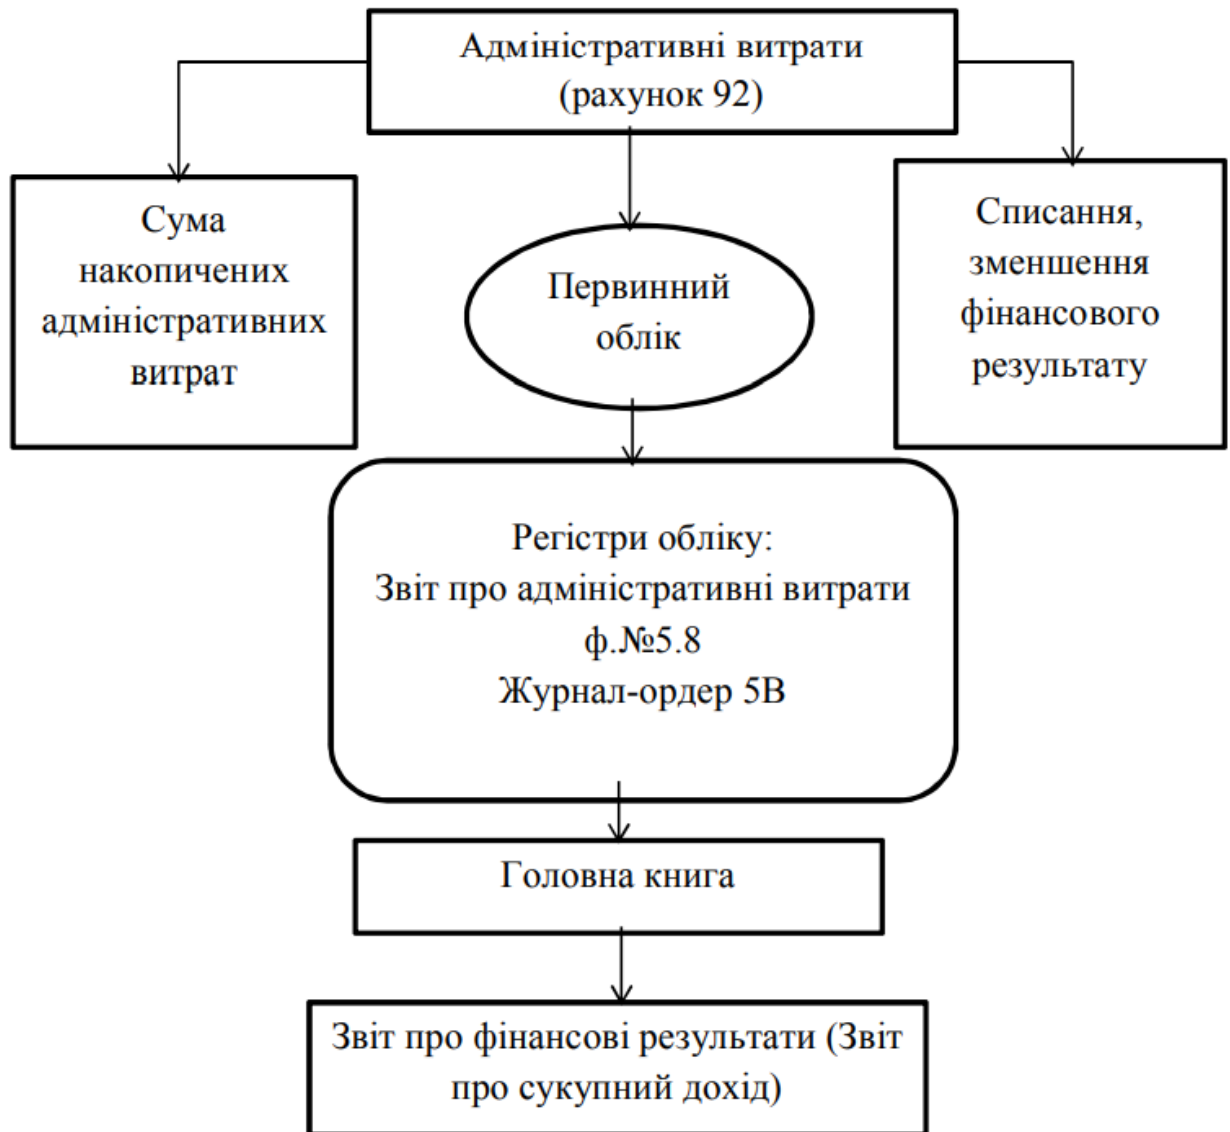 Адміністративні витрати
(рахунок 92)
Сума
накопичених
адміністративних
витрат
Первинний
облік
Списання,
зменшення
фінансового
результату
Регістри обліку:
Звіт про адміністративні витрати
ф.№5.8
Журнал-ордер 5В
Головна книга
Звіт про фінансові результати (Звіт
про сукупний дохід)